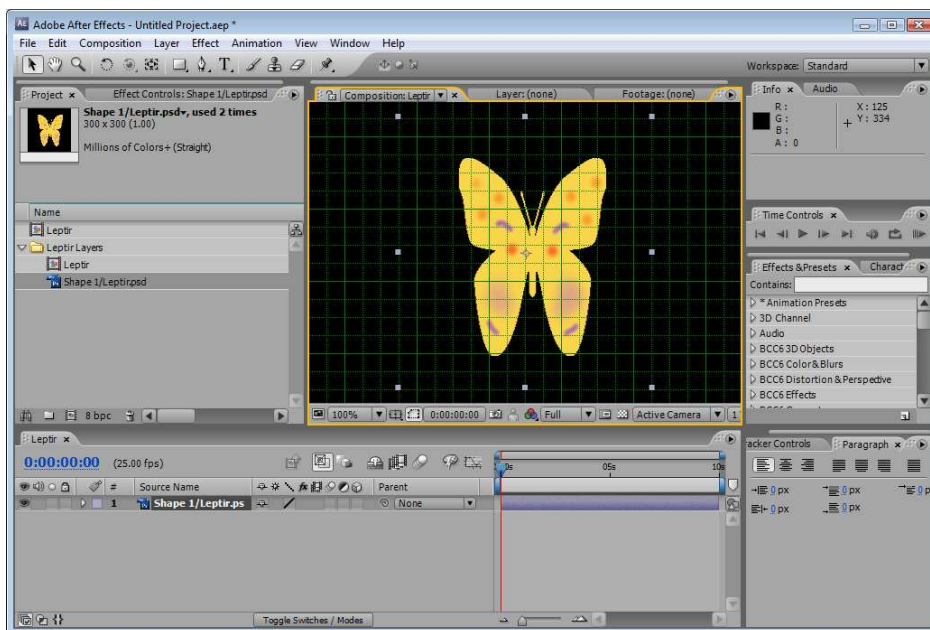 Adobe After Effects - Untitled Project.aep *
File Edit Composition Layer Effect Animation View Window Help
Workspace: Standard
Project × Effect Controls: Shape 1/Leptir.psd
Shape 1/Leptir.psd▾, used 2 times
300 x 300 (1.00)
Millions of Colors+ (Straight)
Name
Leptir
Leptir Layers
Leptir
Shape 1/Leptir.psd
8 bpc
Composition: Leptir ▾ × Layer: (none) Footage: (none)
100% 0:00:00:00 Full Active Camera 1
Info × Audio
R :
G :
B :
A : 0
X : 125
+ Y : 334
Time Controls ×
Effects & Presets × Charact
Contains:
* Animation Presets
3D Channel
Audio
BCC6 3D Objects
BCC6 Color & Blurs
BCC6 Distortion & Perspective
BCC6 Effects
Leptir ×
0:00:00:00 (25.00 fps)
0s 05s 10s
# Source Name Parent
1 Shape 1/Leptir.ps None
Toggle Switches / Modes
racker Controls Paragraph ×
0 px 0 px 0 p
0 px 0 px